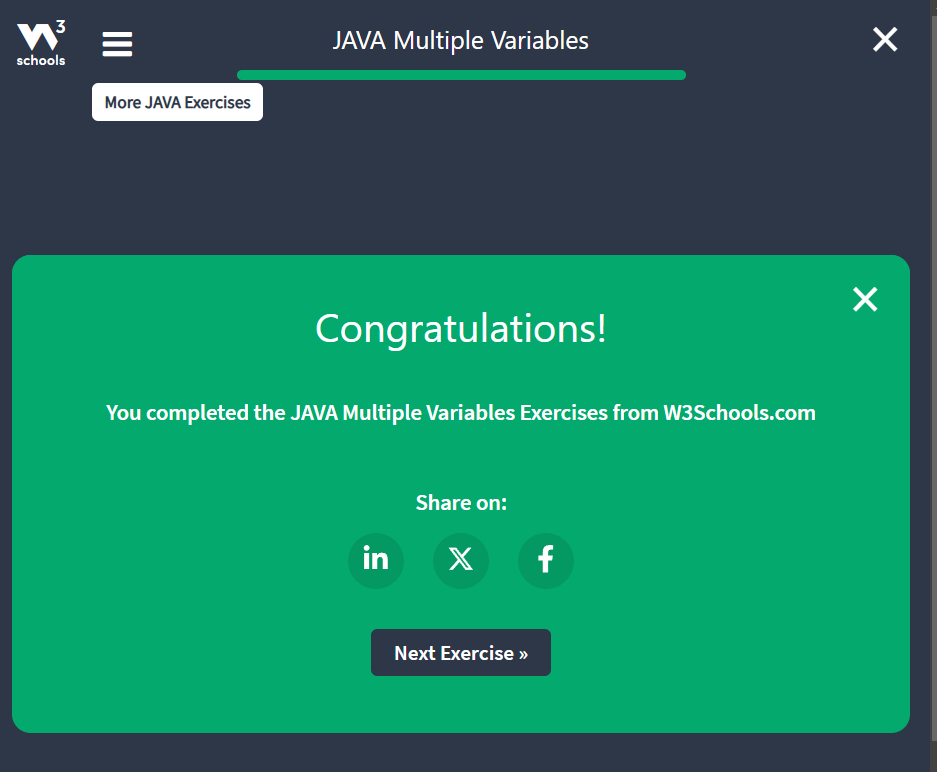 W3
schools
JAVA Multiple Variables
More JAVA Exercises
Congratulations!
You completed the JAVA Multiple Variables Exercises from W3Schools.com
Share on:
in
X
f
Next Exercise »